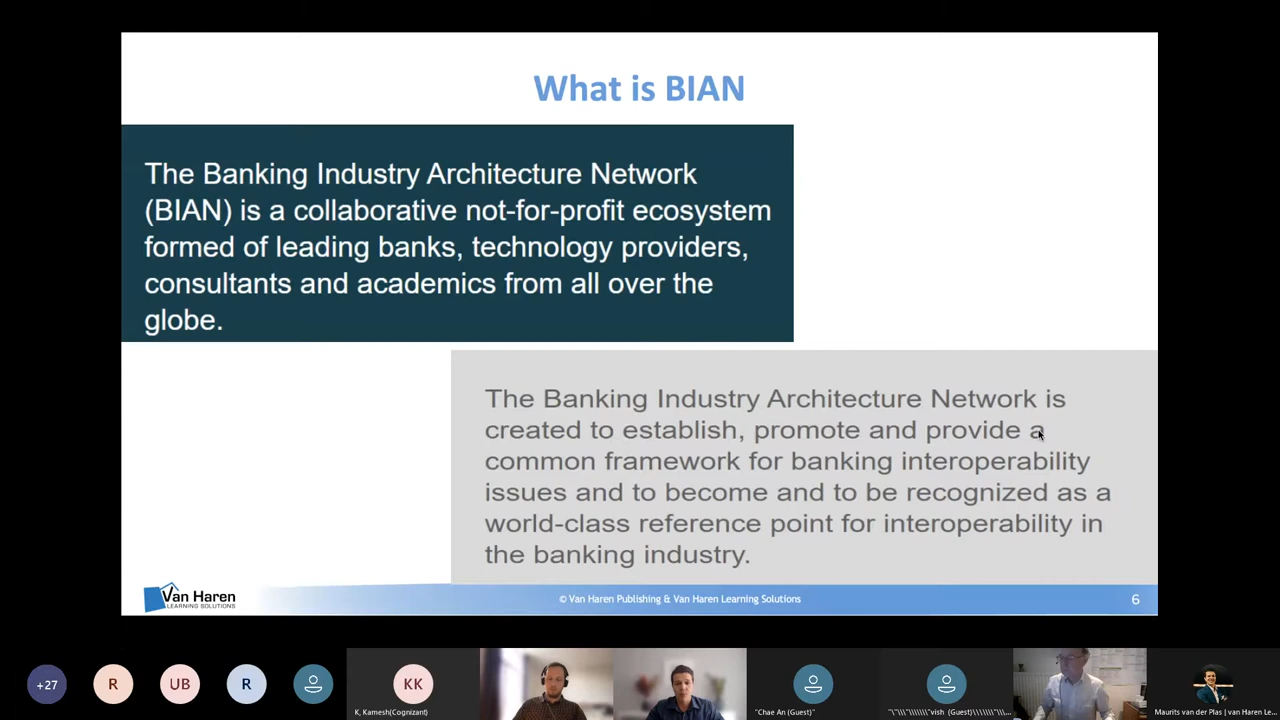 What is BIAN
The Banking Industry Architecture Network
(BIAN) is a collaborative not-for-profit ecosystem
formed of leading banks, technology providers,
consultants and academics from all over the
globe.
The Banking Industry Architecture Network is
created to establish, promote and provide a
common framework for banking interoperability
issues and to become and to be recognized as a
world-class reference point for interoperability in
the banking industry.
Van Haren
LEARNING SOLUTIONS
© Van Haren Publishing & Van Haren Learning Solutions
6
+27
R
UB
R
KK
K, Kamesh(Cognizant)
"Chae An (Guest)"
"\"\\"\\\\\\\"vish (Guest)\\\\\\\"\\...
Maurits van der Plas | van Haren Le...